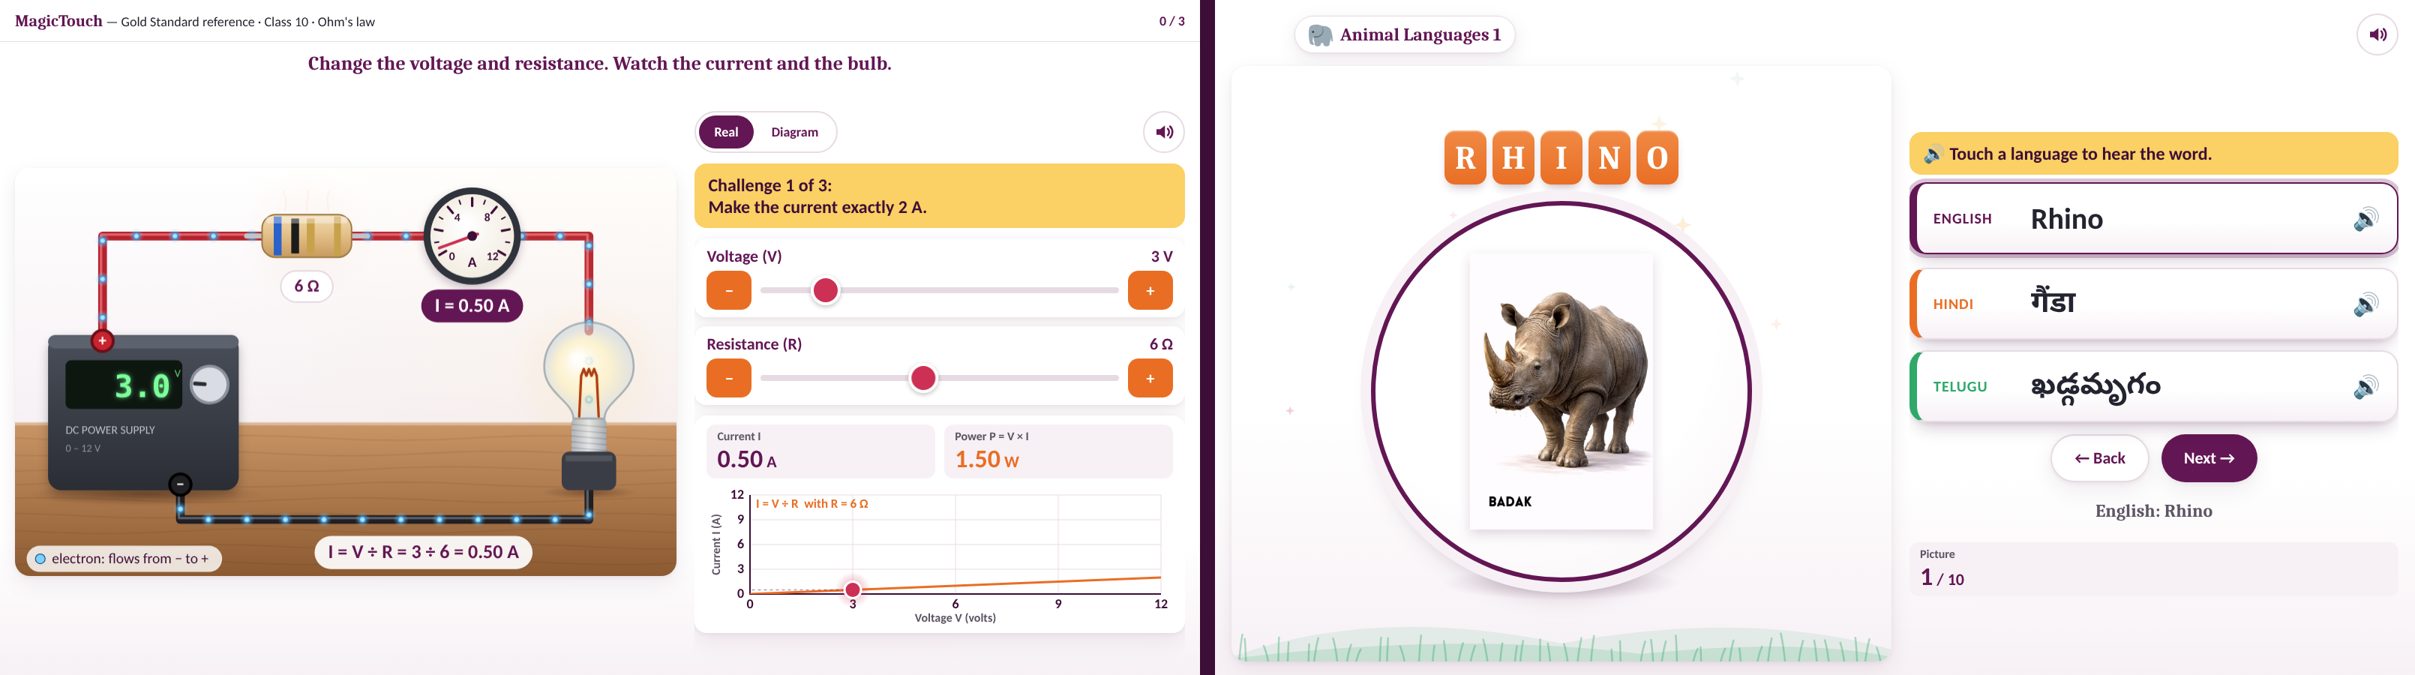 MagicTouch — Gold Standard reference · Class 10 · Ohm's law
0 / 3
Change the voltage and resistance. Watch the current and the bulb.
Real
Diagram
Challenge 1 of 3:
Make the current exactly 2 A.
Voltage (V)
3 V
−
+
Resistance (R)
6 Ω
−
+
Current I
0.50 A
Power P = V × I
1.50 W
I = V ÷ R with R = 6 Ω
Current I (A)
12
9
6
3
0
0 3 6 9 12
Voltage V (volts)
6 Ω
0 4 8 12
A
I = 0.50 A
+
3.0 V
DC POWER SUPPLY
0 – 12 V
−
electron: flows from − to +
I = V ÷ R = 3 ÷ 6 = 0.50 A
Animal Languages 1
RHINO
BADAK
Touch a language to hear the word.
ENGLISH Rhino
HINDI गैंडा
TELUGU ఖడ్గమృగం
← Back
Next →
English: Rhino
Picture
1 / 10